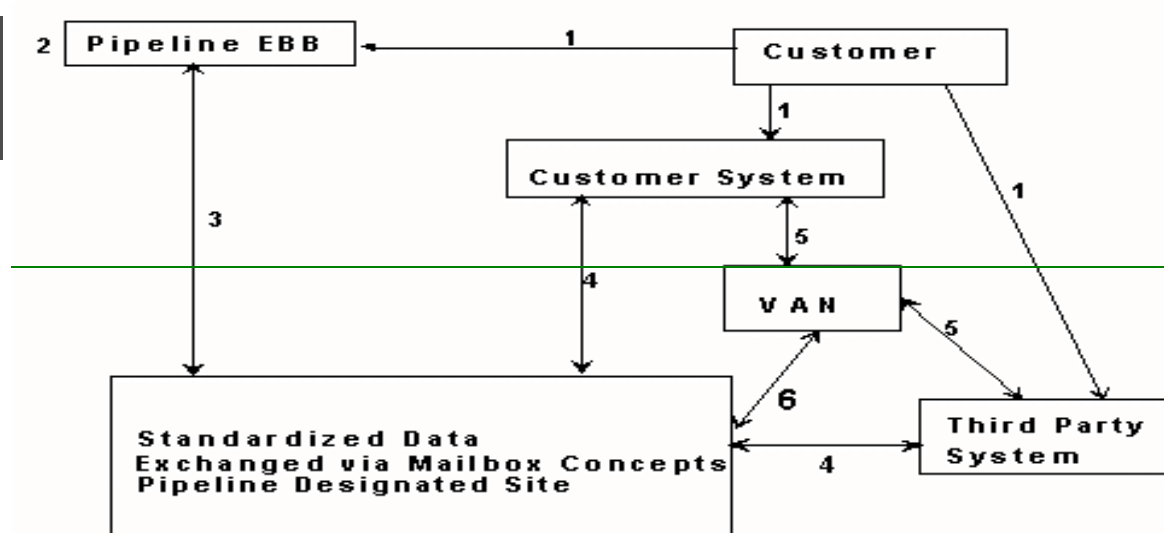 2
Pipeline EBB
1
Customer
1
Customer System
1
3
5
4
VAN
5
6
Third Party
System
Standardized Data
Exchanged via Mailbox Concepts
Pipeline Designated Site
4